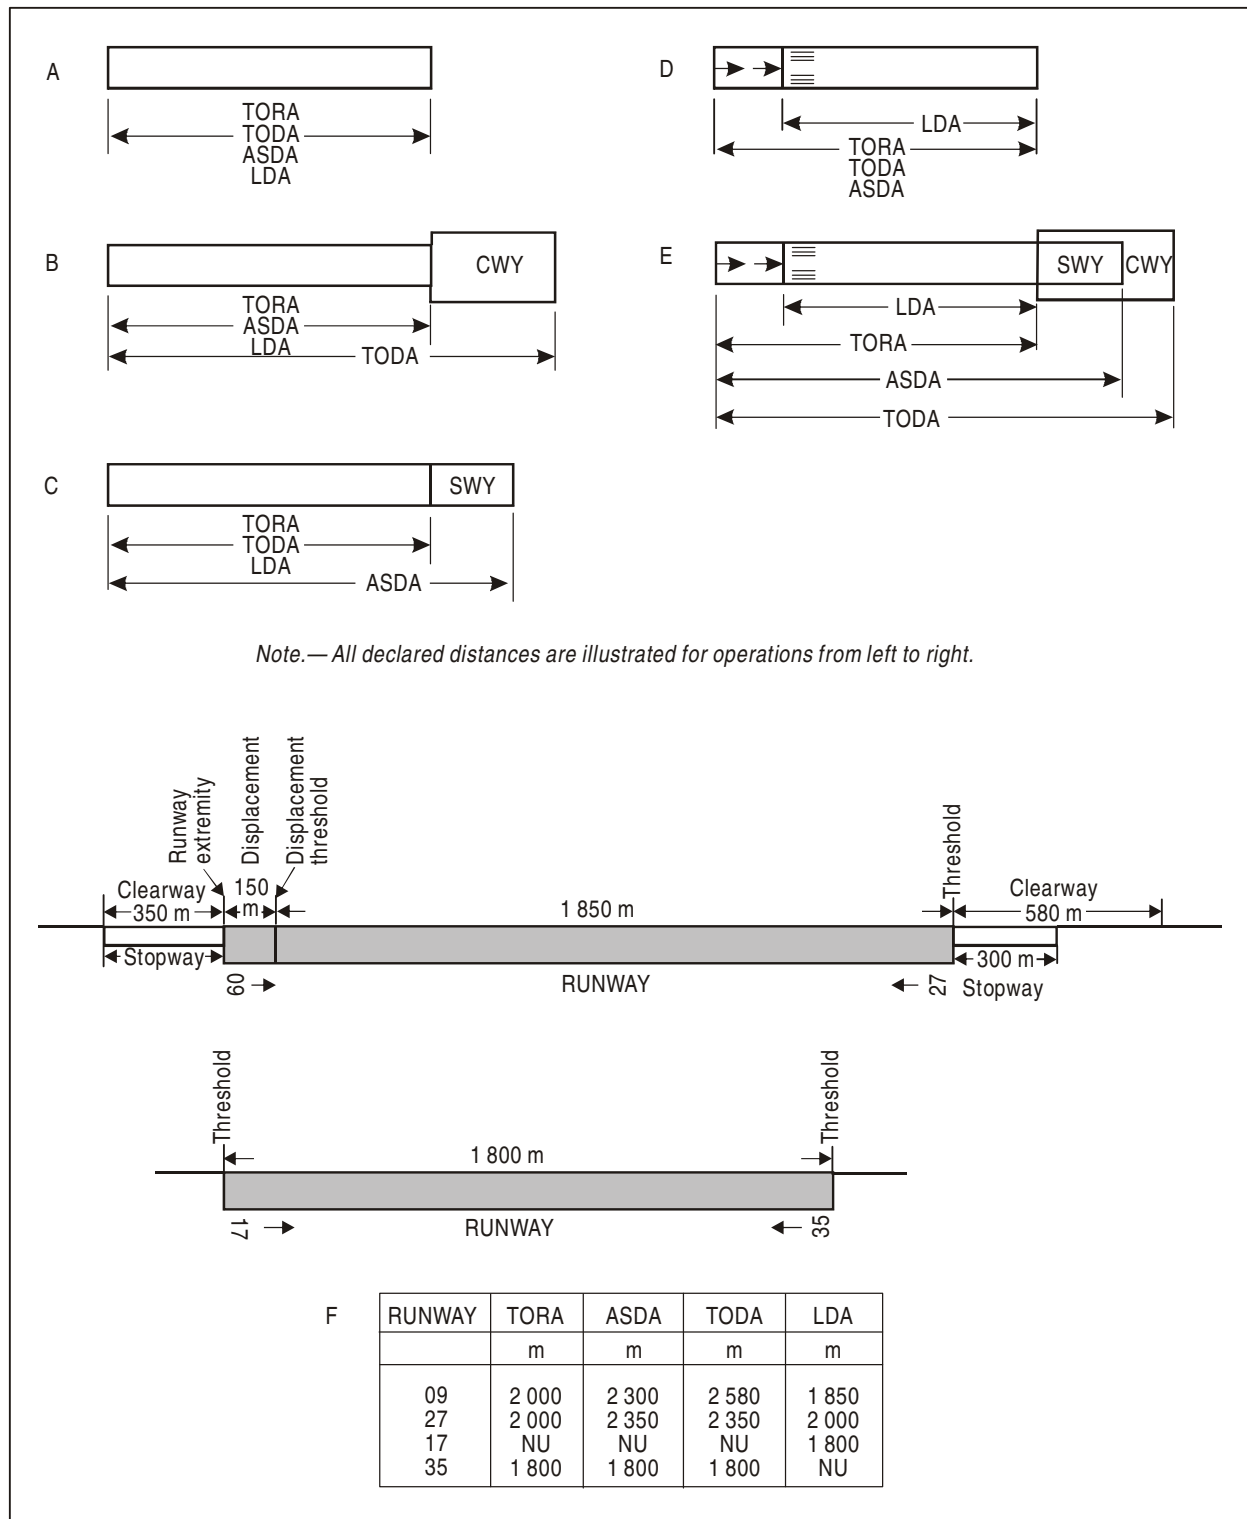 A
TORA
TODA
ASDA
LDA
D
LDA
TORA
TODA
ASDA
B
CWY
TORA
ASDA
LDA
TODA
E
SWY
CWY
LDA
TORA
ASDA
TODA
C
SWY
TORA
TODA
LDA
ASDA
Note.— All declared distances are illustrated for operations from left to right.
Runway
extremity
Displacement
Displacement
threshold
Threshold
Clearway
350 m
150
m
1 850 m
Clearway
580 m
Stopway
300 m
Stopway
09
RUNWAY
27
Threshold
Threshold
1 800 m
17
RUNWAY
35
F
RUNWAY TORA ASDA TODA LDA
m m m m
09 2 000 2 300 2 580 1 850
27 2 000 2 350 2 350 2 000
17 NU NU NU 1 800
35 1 800 1 800 1 800 NU